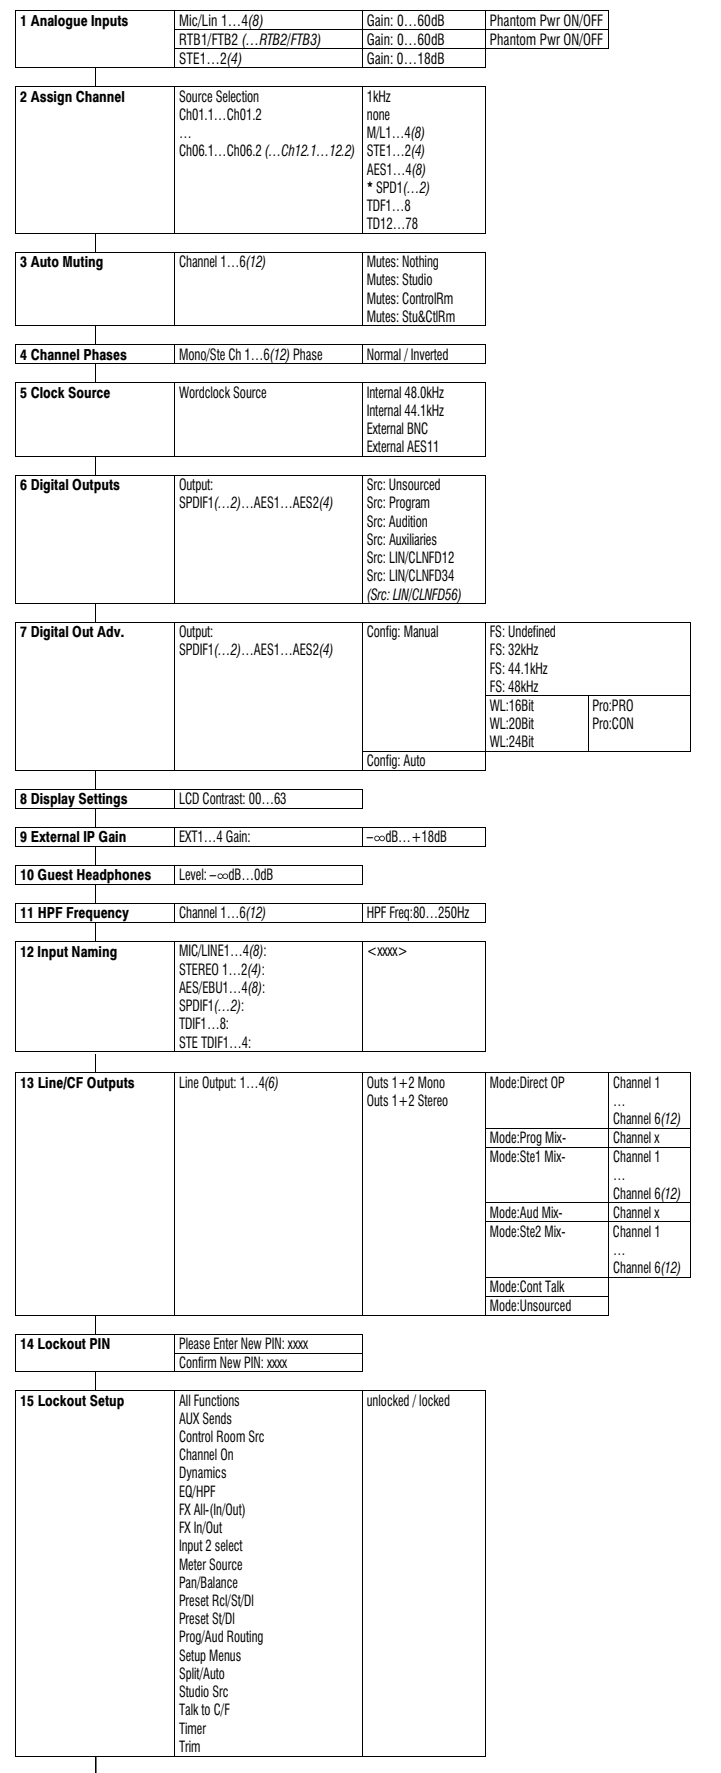 1 Analogue Inputs Mic/Lin 1…4(8) Gain: 0…60dB Phantom Pwr ON/OFF
RTB1/FTB2 (…RTB2/FTB3) Gain: 0…60dB Phantom Pwr ON/OFF
STE1…2(4) Gain: 0…18dB
2 Assign Channel Source Selection 1kHz
Ch01.1…Ch01.2 none
… M/L1…4(8)
Ch06.1…Ch06.2 (…Ch12.1…12.2) STE1…2(4)
AES1…4(8)
* SPD1(…2)
TDF1…8
TD12…78
3 Auto Muting Channel 1…6(12) Mutes: Nothing
Mutes: Studio
Mutes: ControlRm
Mutes: Stu&CtlRm
4 Channel Phases Mono/Ste Ch 1…6(12) Phase Normal / Inverted
5 Clock Source Wordclock Source Internal 48.0kHz
Internal 44.1kHz
External BNC
External AES11
6 Digital Outputs Output: Src: Unsourced
SPDIF1(…2)…AES1…AES2(4) Src: Program
Src: Audition
Src: Auxiliaries
Src: LIN/CLNFD12
Src: LIN/CLNFD34
(Src: LIN/CLNFD56)
7 Digital Out Adv. Output: Config: Manual FS: Undefined
SPDIF1(…2)…AES1…AES2(4) FS: 32kHz
FS: 44.1kHz
FS: 48kHz
WL:16Bit Pro:PRO
WL:20Bit Pro:CON
WL:24Bit
Config: Auto
8 Display Settings LCD Contrast: 00…63
9 External IP Gain EXT1…4 Gain: –∞dB…+18dB
10 Guest Headphones Level: –∞dB…0dB
11 HPF Frequency Channel 1…6(12) HPF Freq:80…250Hz
12 Input Naming MIC/LINE1…4(8): <xxxx>
STEREO 1…2(4):
AES/EBU1…4(8):
SPDIF1(…2):
TDIF1…8:
STE TDIF1…4:
13 Line/CF Outputs Line Output: 1…4(6) Outs 1+2 Mono Mode:Direct OP Channel 1
Outs 1+2 Stereo …
Channel 6(12)
Mode:Prog Mix- Channel x
Mode:Ste1 Mix- Channel 1
…
Channel 6(12)
Mode:Aud Mix- Channel x
Mode:Ste2 Mix- Channel 1
…
Channel 6(12)
Mode:Cont Talk
Mode:Unsourced
14 Lockout PIN Please Enter New PIN: xxxx
Confirm New PIN: xxxx
15 Lockout Setup All Functions unlocked / locked
AUX Sends
Control Room Src
Channel On
Dynamics
EQ/HPF
FX All-(In/Out)
FX In/Out
Input 2 select
Meter Source
Pan/Balance
Preset Rcl/St/Dl
Preset St/Dl
Prog/Aud Routing
Setup Menus
Split/Auto
Studio Src
Talk to C/F
Timer
Trim